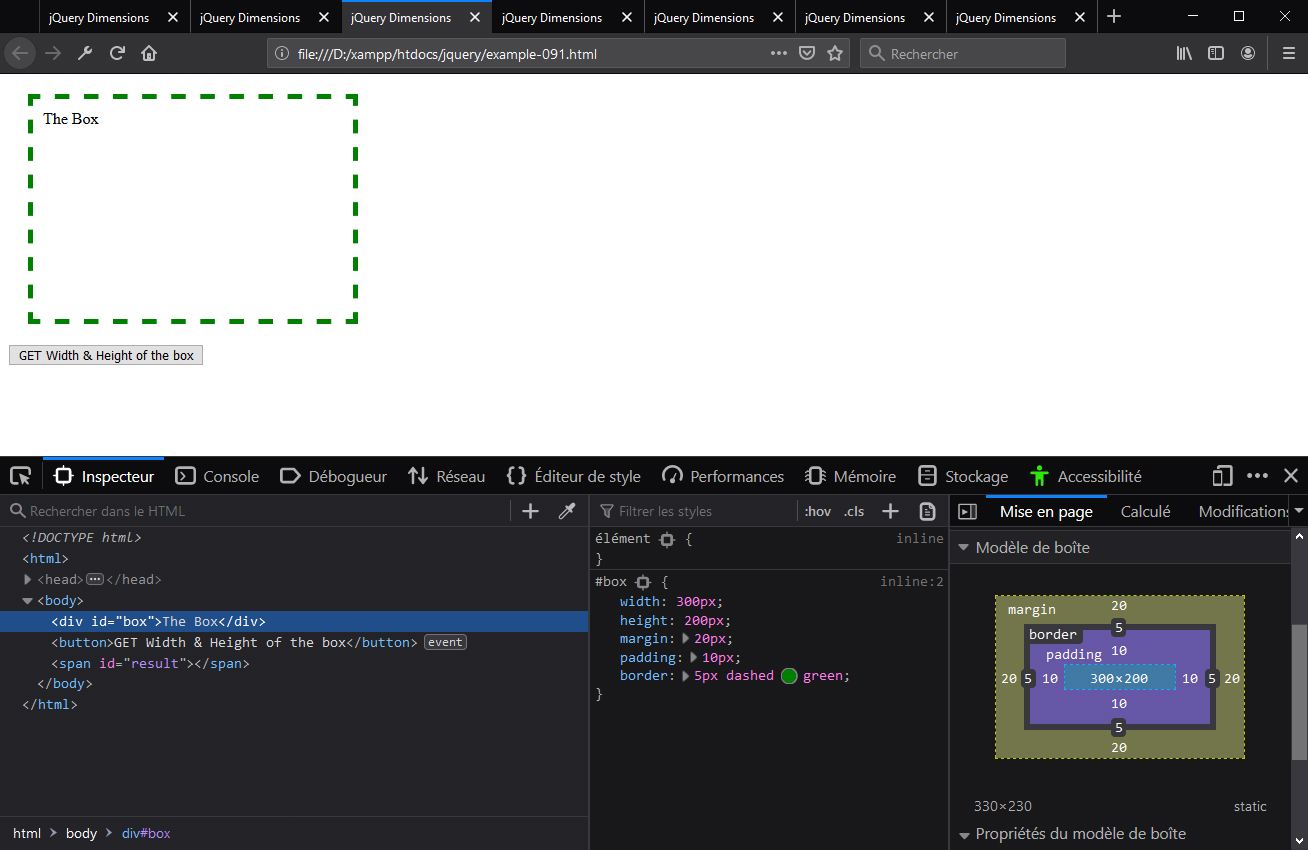 jQuery Dimensions jQuery Dimensions jQuery Dimensions jQuery Dimensions jQuery Dimensions jQuery Dimensions jQuery Dimensions
file:///D:/xampp/htdocs/jquery/example-091.html
Rechercher
The Box
GET Width & Height of the box
Inspecteur Console Débogueur Réseau {} Éditeur de style Performances Mémoire Stockage Accessibilité
Rechercher dans le HTML
<!DOCTYPE html>
<html>
<head></head>
<body>
<div id="box">The Box</div>
<button>GET Width & Height of the box</button> event
<span id="result"></span>
</body>
</html>
html > body > div#box
Filtrer les styles :hov .cls
élément { inline
}
#box { inline:2
width: 300px;
height: 200px;
margin: 20px;
padding: 10px;
border: 5px dashed green;
}
Mise en page Calculé Modifications
Modèle de boîte
margin 20
border 5
padding 10
20 5 10 300×200 10 5 20
10
5
20
330×230 static
Propriétés du modèle de boîte